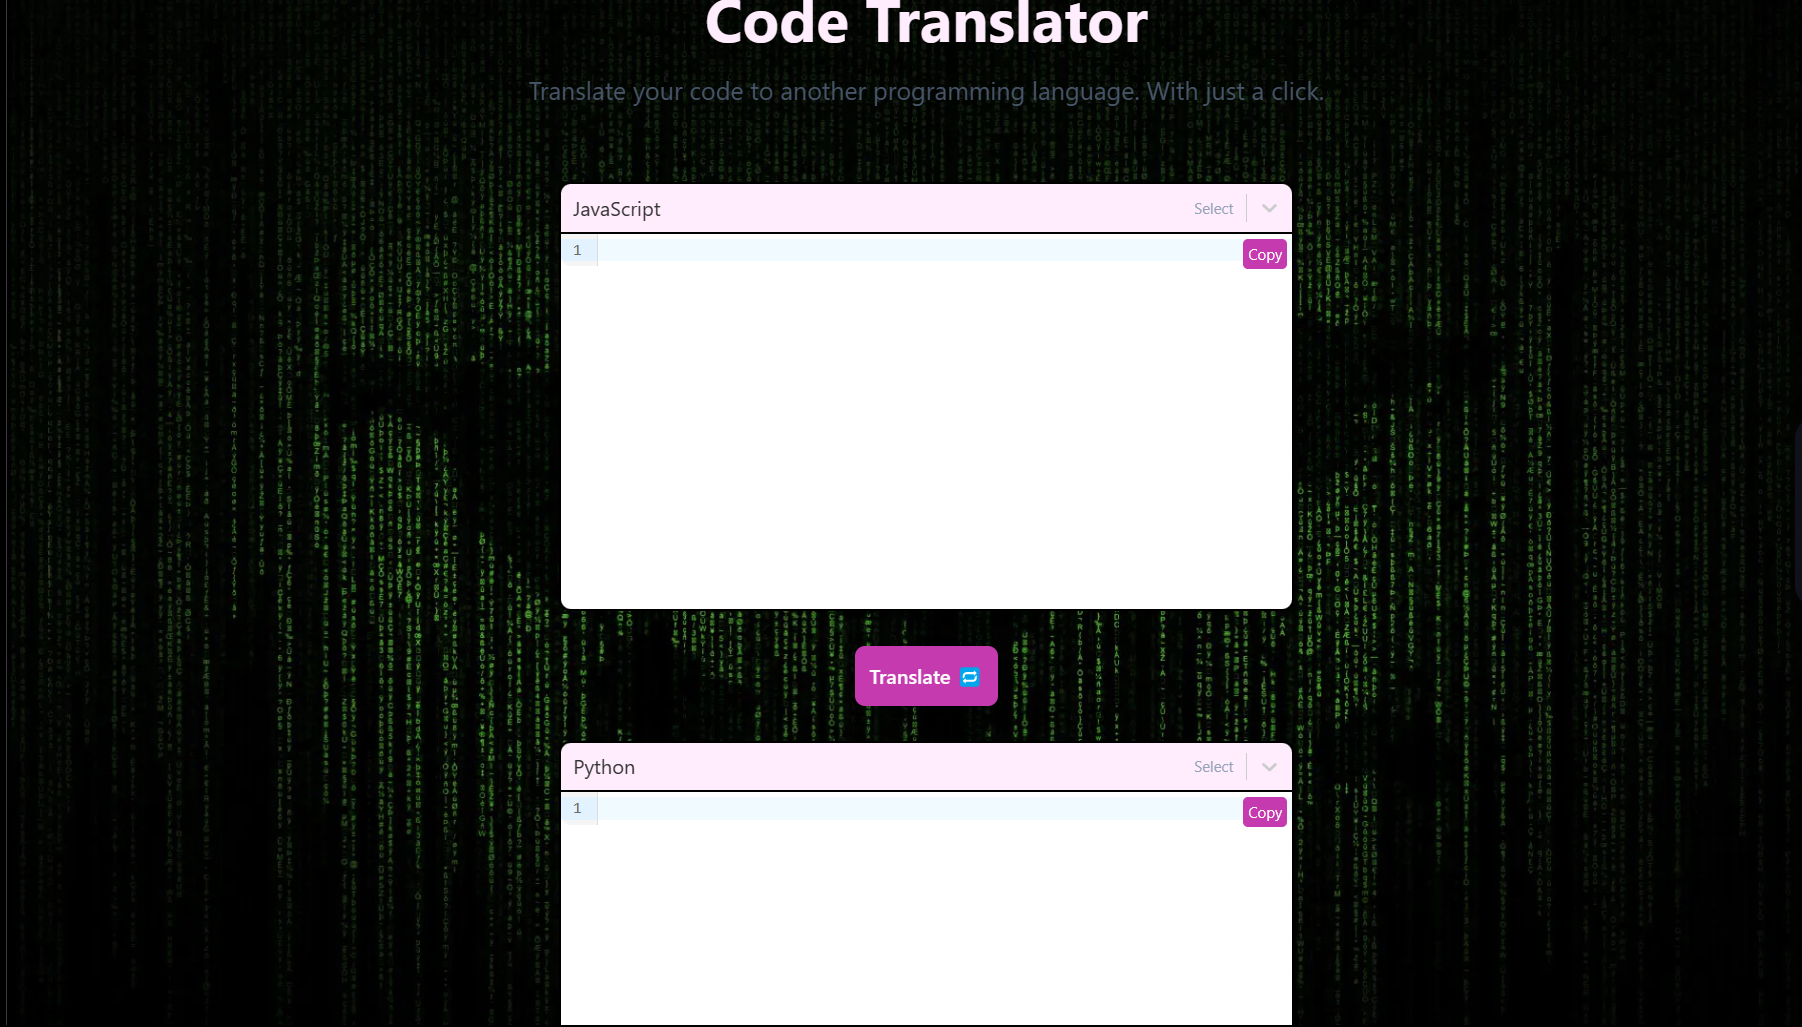 Code Translator
Translate your code to another programming language. With just a click.
JavaScript Select
1 Copy
Translate
Python Select
1 Copy